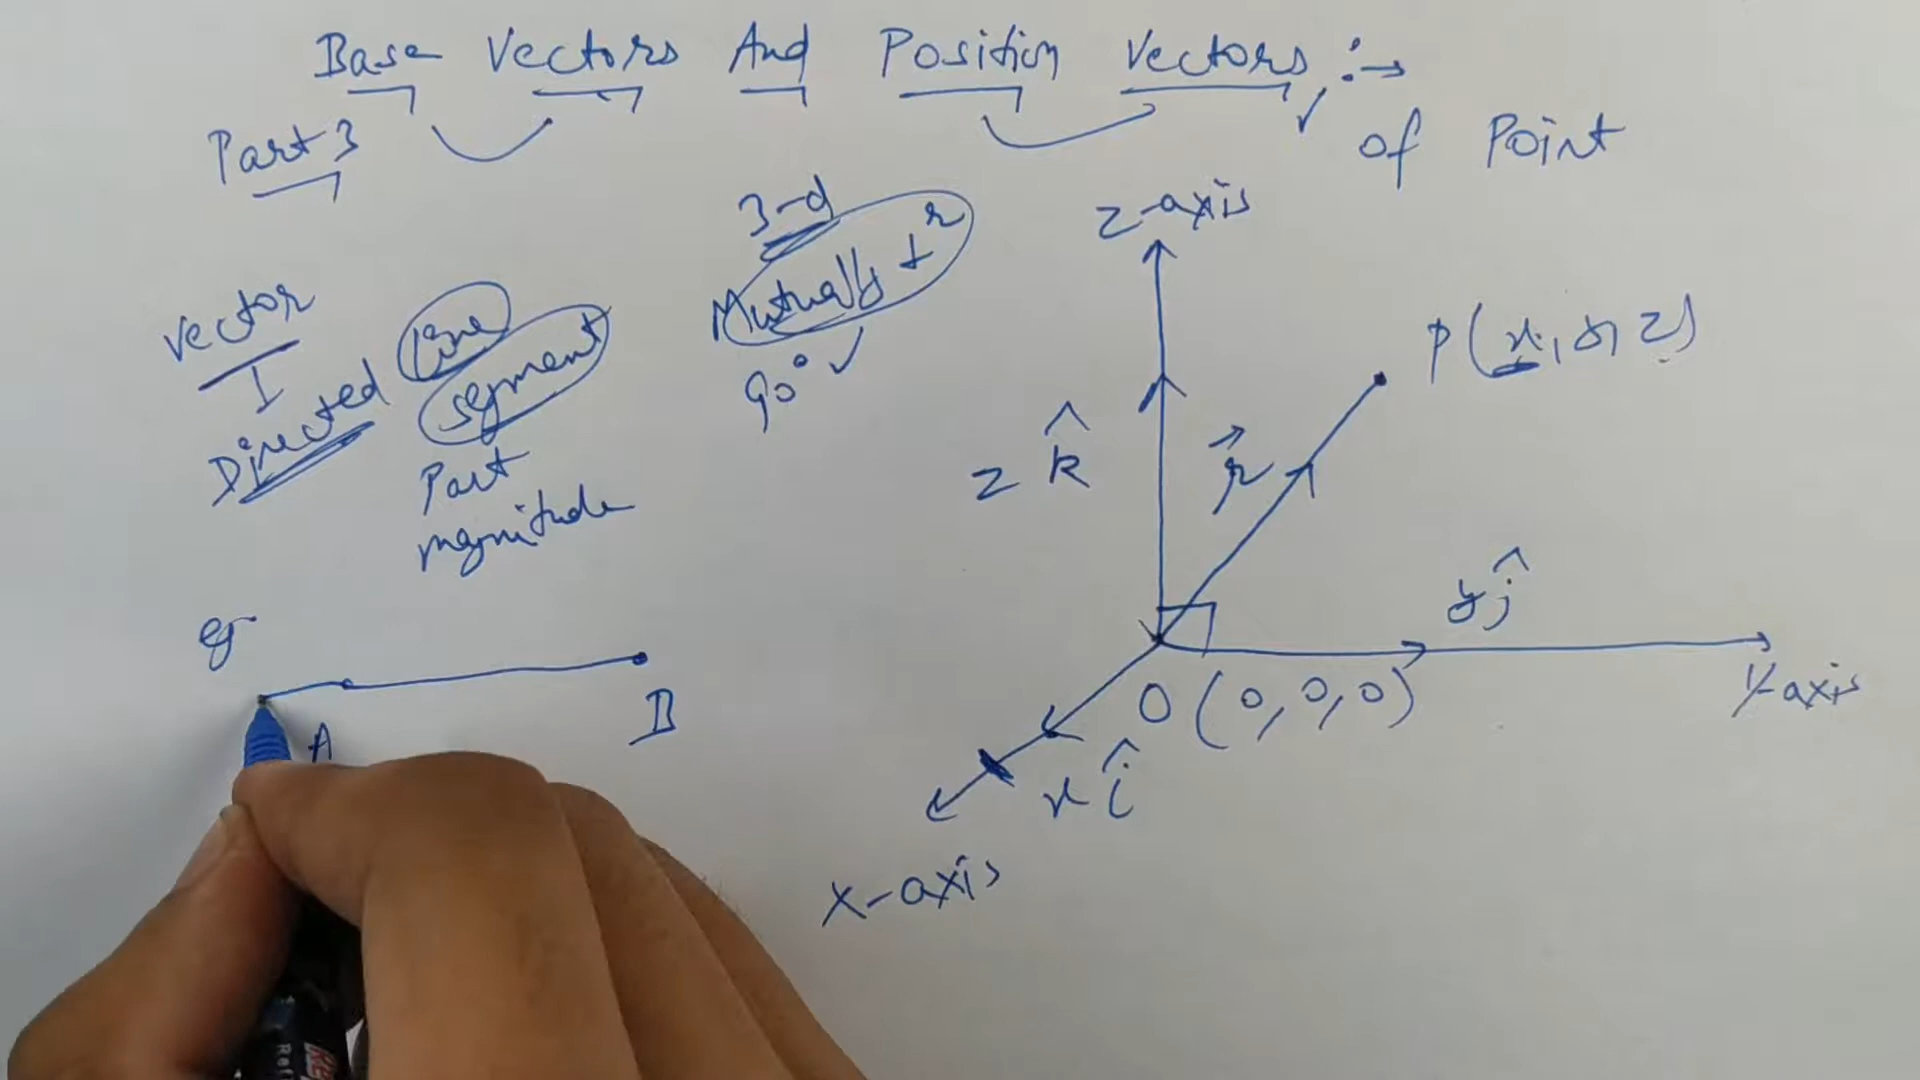 Base Vectors And Position Vectors :→
of Point
Part 3
Vector
Directed line
segment
Part
magnitude
3-d
Mutually ⊥r
90° ✓
z-axis
P(x, y, z)
z k̂
r⃗
y ĵ
O (0, 0, 0)
Y-axis
x î
X-axis
eg
A
B